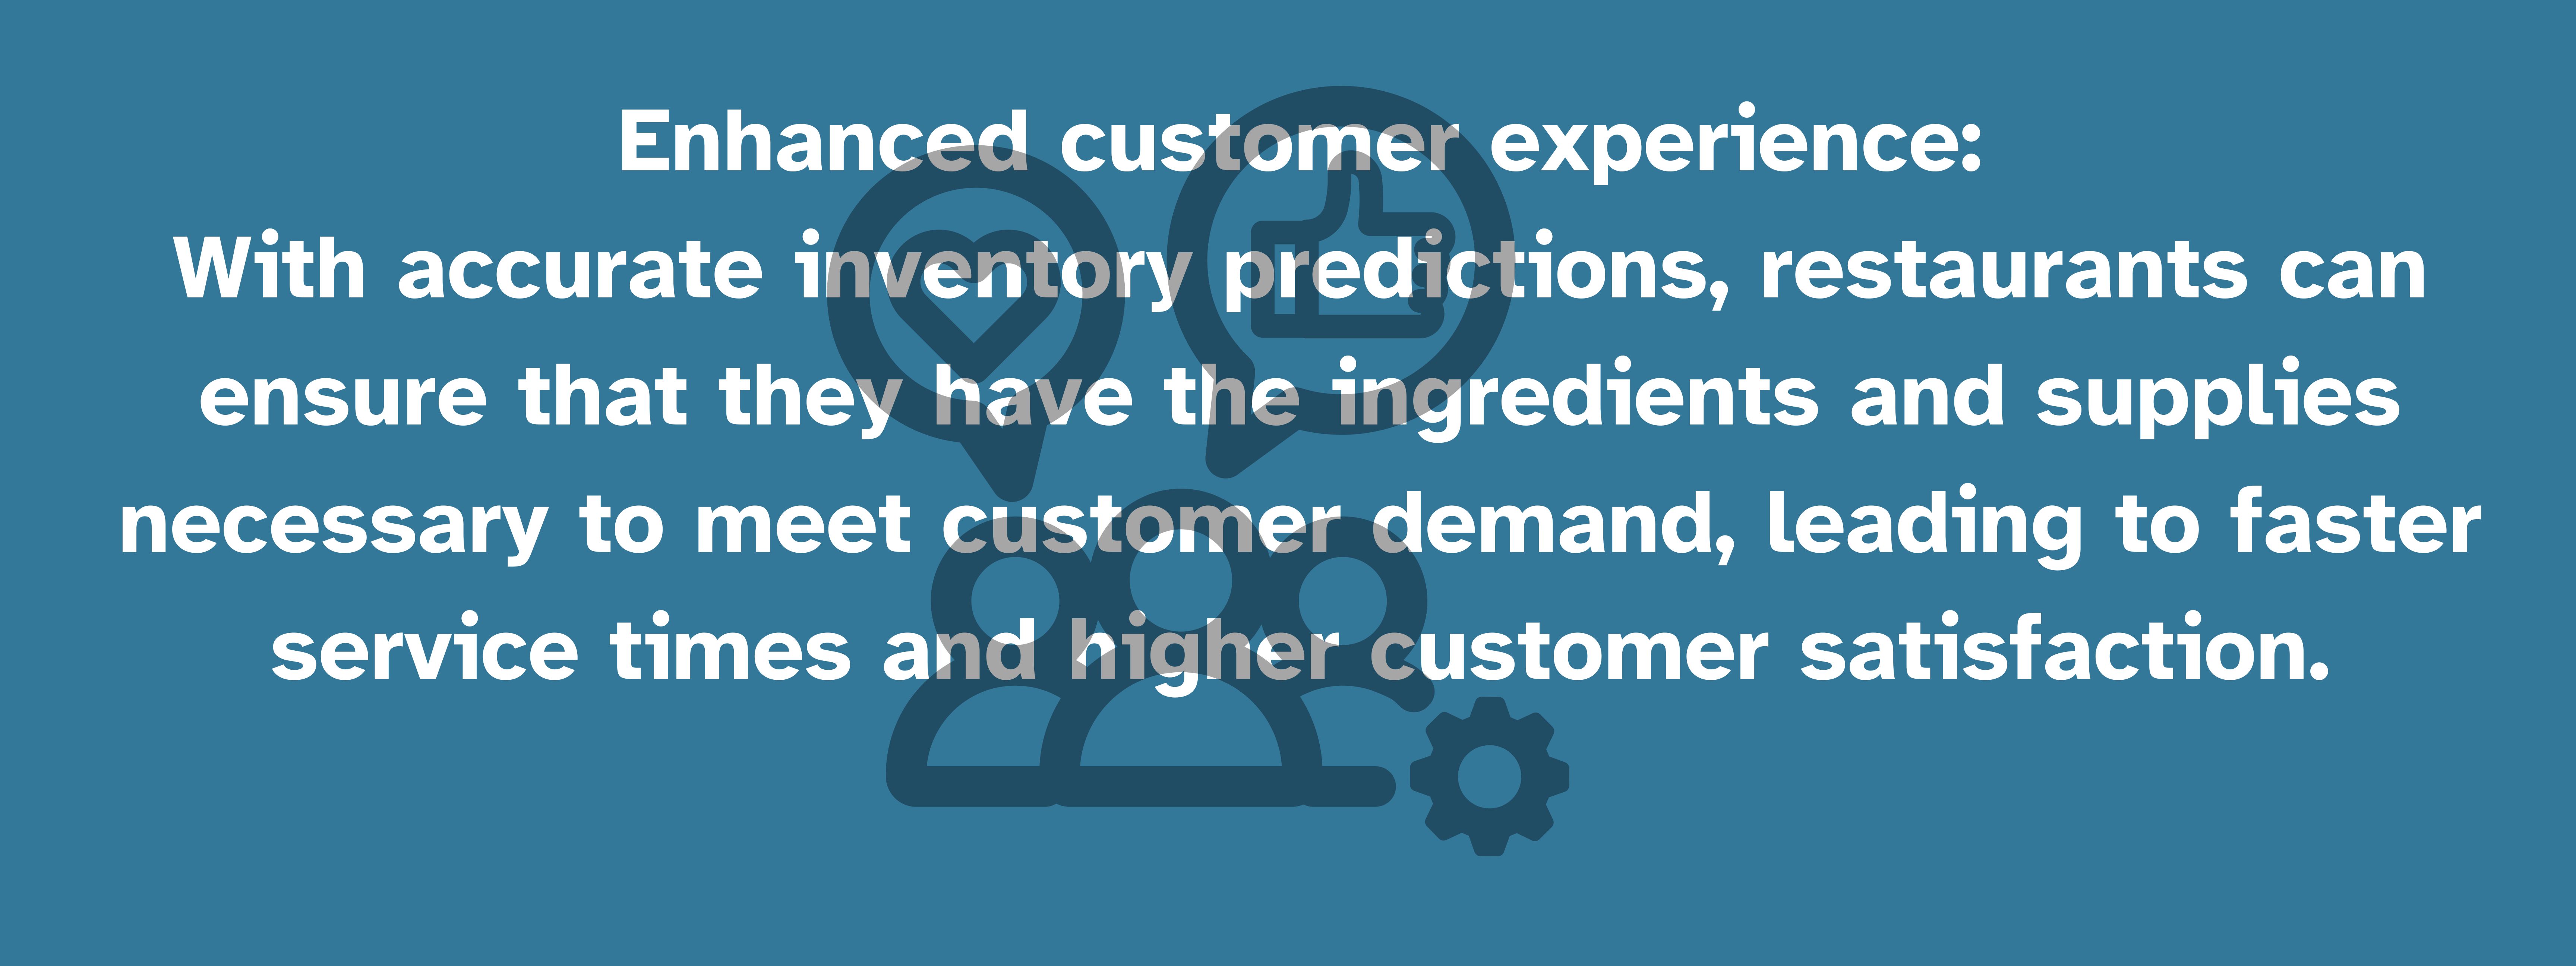 Enhanced customer experience:
With accurate inventory predictions, restaurants can
ensure that they have the ingredients and supplies
necessary to meet customer demand, leading to faster
service times and higher customer satisfaction.